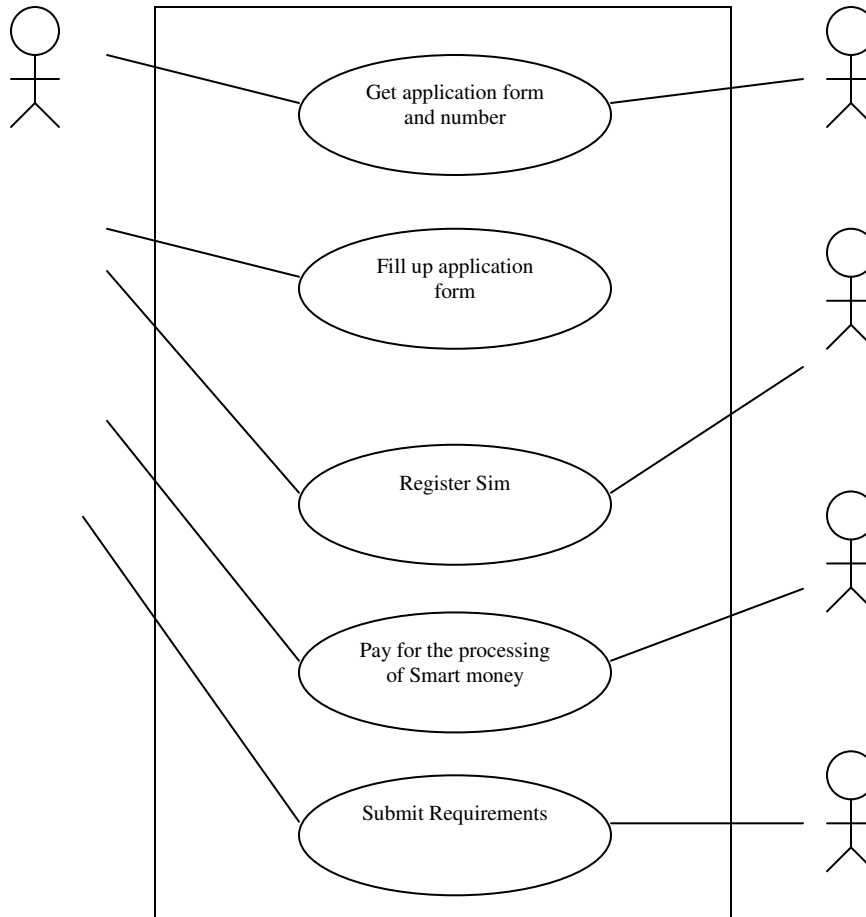 Get application form
and number
Fill up application
form
Register Sim
Pay for the processing
of Smart money
Submit Requirements